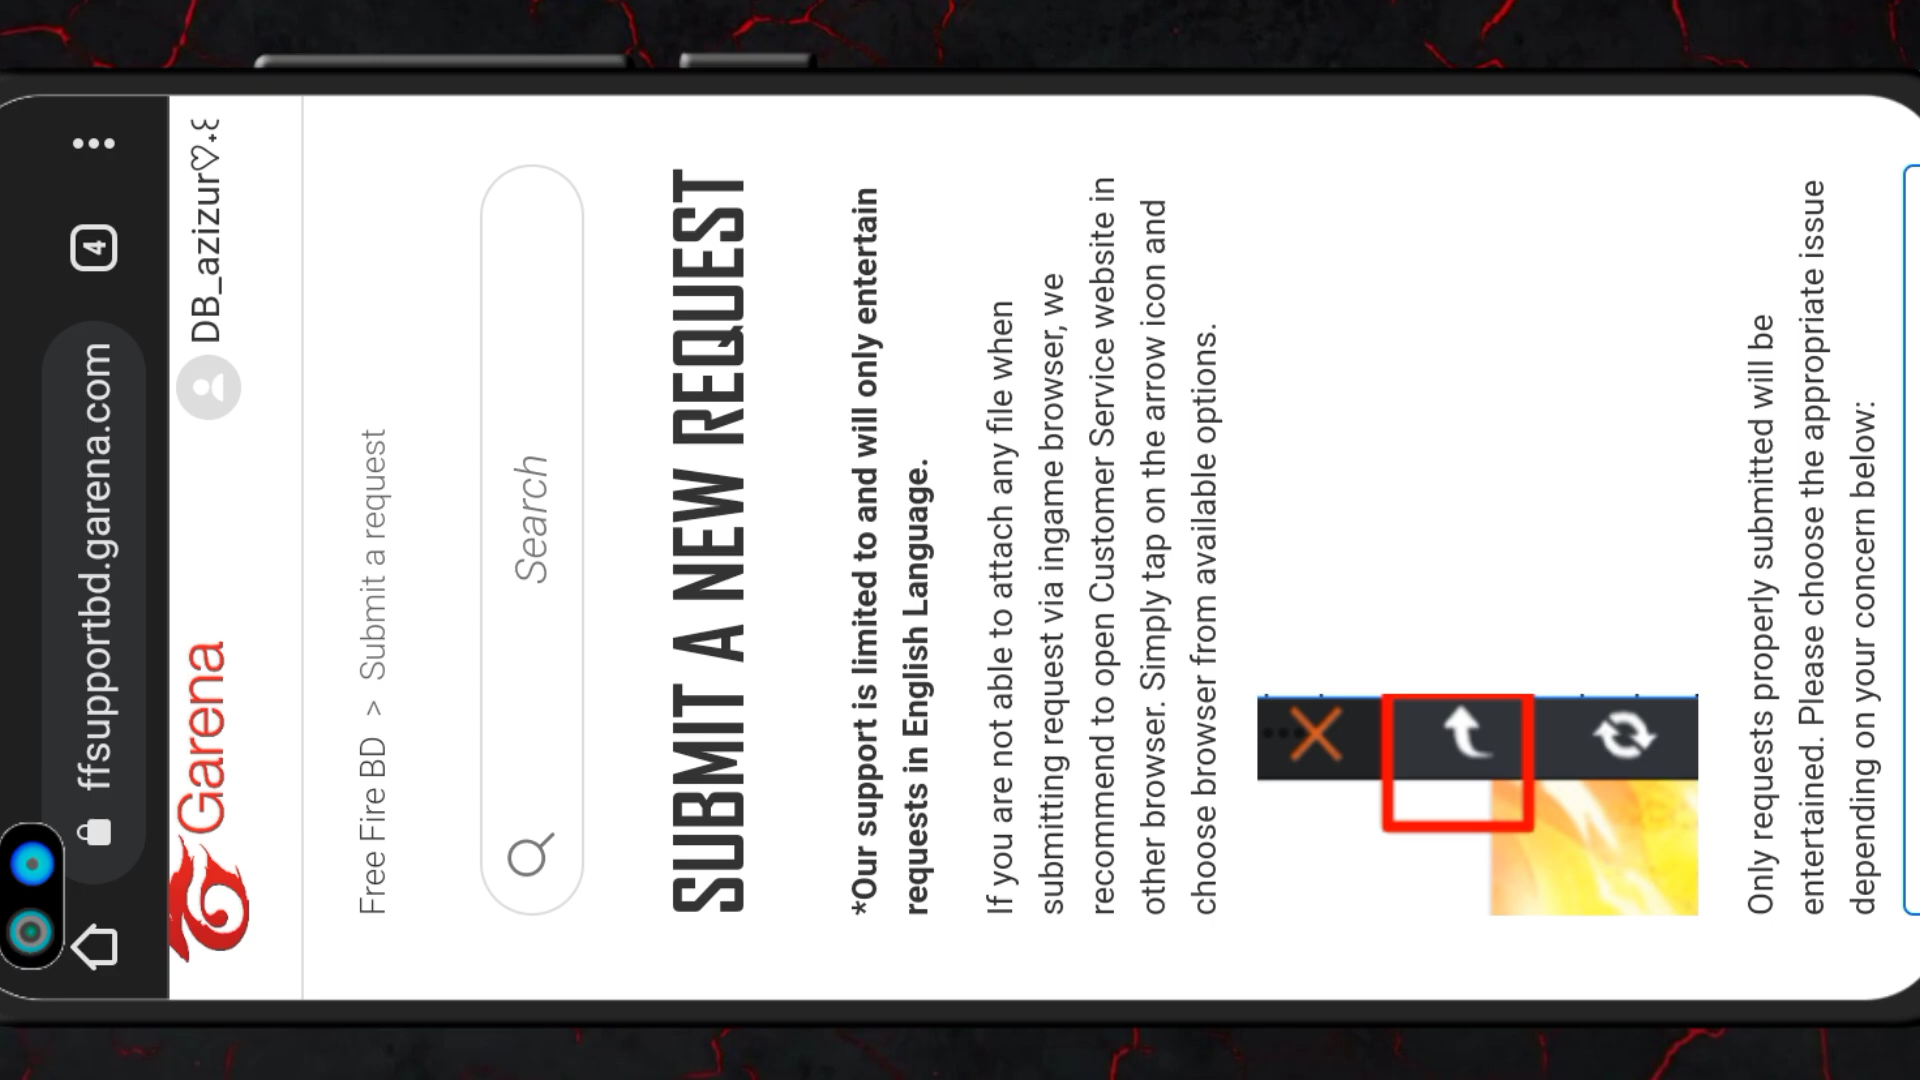 4
ffsupportbd.garena.com
Garena
DB_azizur♡˖꒰
Free Fire BD > Submit a request
Search
SUBMIT A NEW REQUEST
*Our support is limited to and will only entertain
requests in English Language.
If you are not able to attach any file when
submitting request via ingame browser, we
recommend to open Customer Service website in
other browser. Simply tap on the arrow icon and
choose browser from available options.
Only requests properly submitted will be
entertained. Please choose the appropriate issue
depending on your concern below: